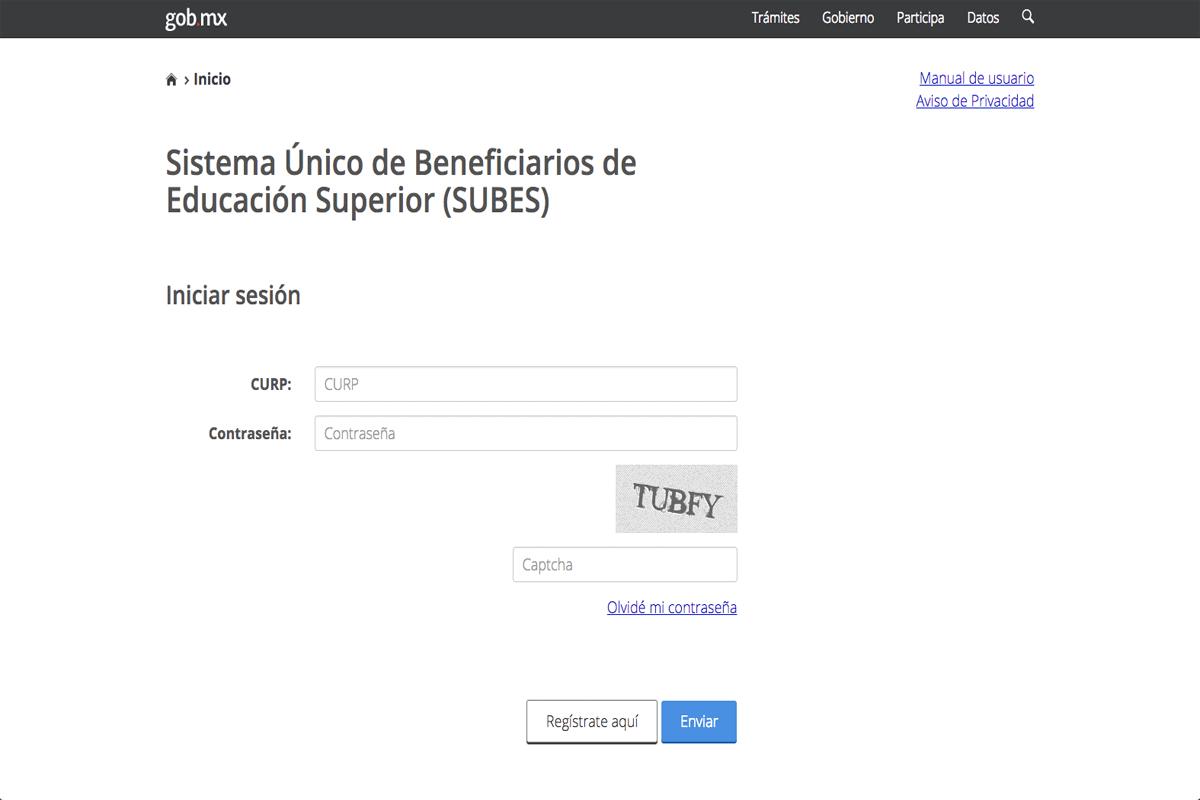 gob.mx Trámites Gobierno Participa Datos
› Inicio
Manual de usuario
Aviso de Privacidad
Sistema Único de Beneficiarios de
Educación Superior (SUBES)
Iniciar sesión
CURP: CURP
Contraseña: Contraseña
TUBFY
Captcha
Olvidé mi contraseña
Regístrate aquí Enviar